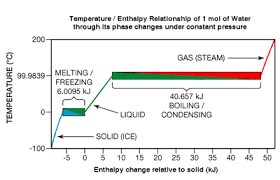 Temperature / Enthalpy Relationship of 1 mol of Water
through its phase changes under constant pressure
TEMPERATURE (°C)
200
99.9839
0
-100
GAS (STEAM)
MELTING /
FREEZING
6.0095 kJ
40.657 kJ
BOILING /
CONDENSING
LIQUID
SOLID (ICE)
-5 0 5 10 15 20 25 30 35 40 45 50
Enthalpy change relative to solid (kJ)